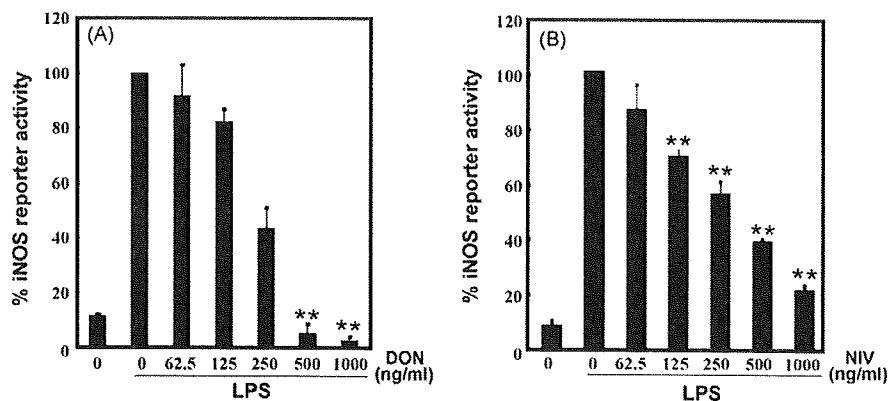 (A)
% iNOS reporter activity
120
100
80
60
40
20
0
** **
0 0 62.5 125 250 500 1000 DON
(ng/ml)
LPS
(B)
% iNOS reporter activity
120
100
80
60
40
20
0
** ** ** **
0 0 62.5 125 250 500 1000 NIV
(ng/ml)
LPS